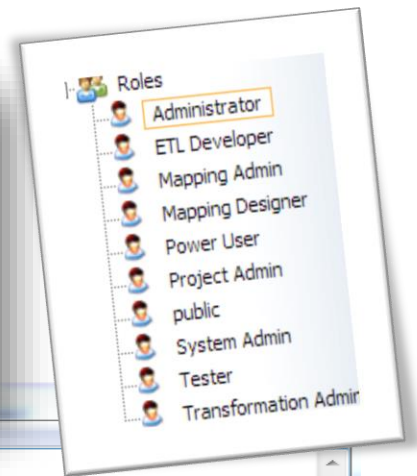 Roles
Administrator
ETL Developer
Mapping Admin
Mapping Designer
Power User
Project Admin
public
System Admin
Tester
Transformation Admin